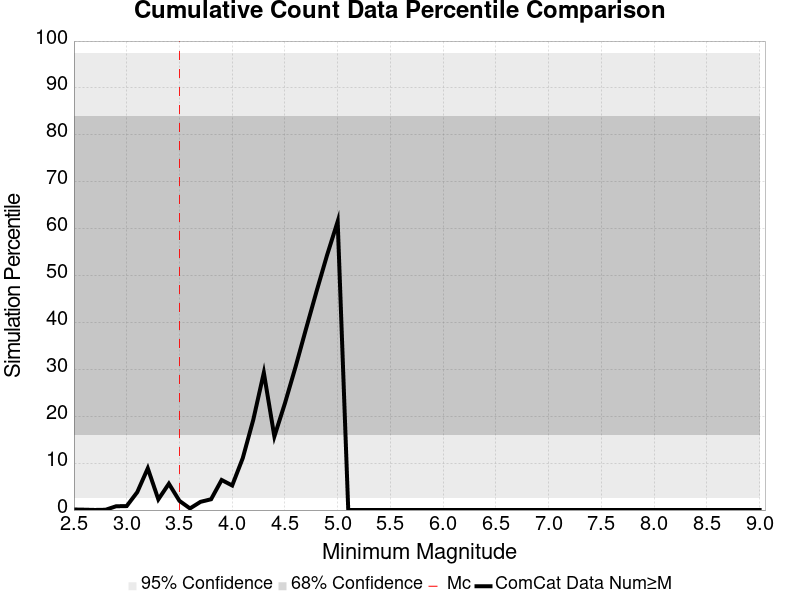 Cumulative Count Data Percentile Comparison
100
90
80
70
60
50
40
30
20
10
0
Simulation Percentile
2.5 3.0 3.5 4.0 4.5 5.0 5.5 6.0 6.5 7.0 7.5 8.0 8.5 9.0
Minimum Magnitude
95% Confidence 68% Confidence Mc ComCat Data Num≥M